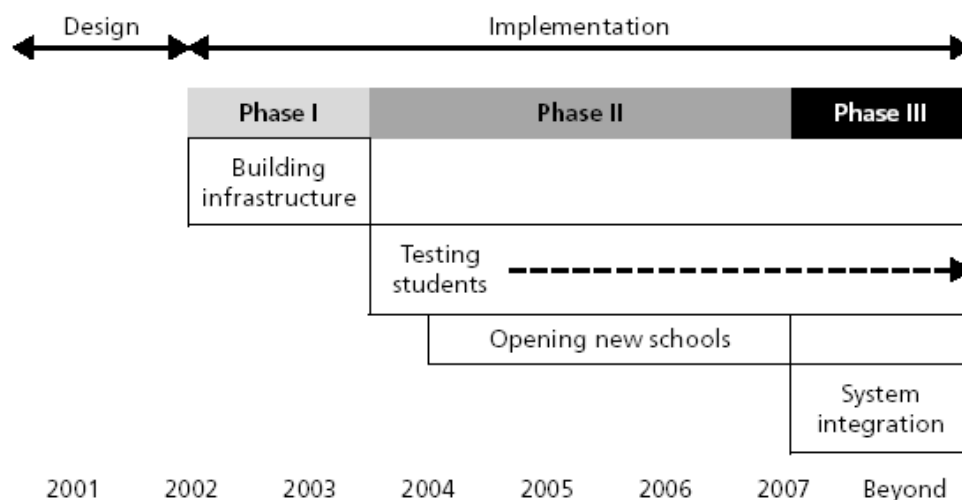 Design Implementation
Phase I Phase II Phase III
Building
infrastructure
Testing
students
Opening new schools
System
integration
2001 2002 2003 2004 2005 2006 2007 Beyond